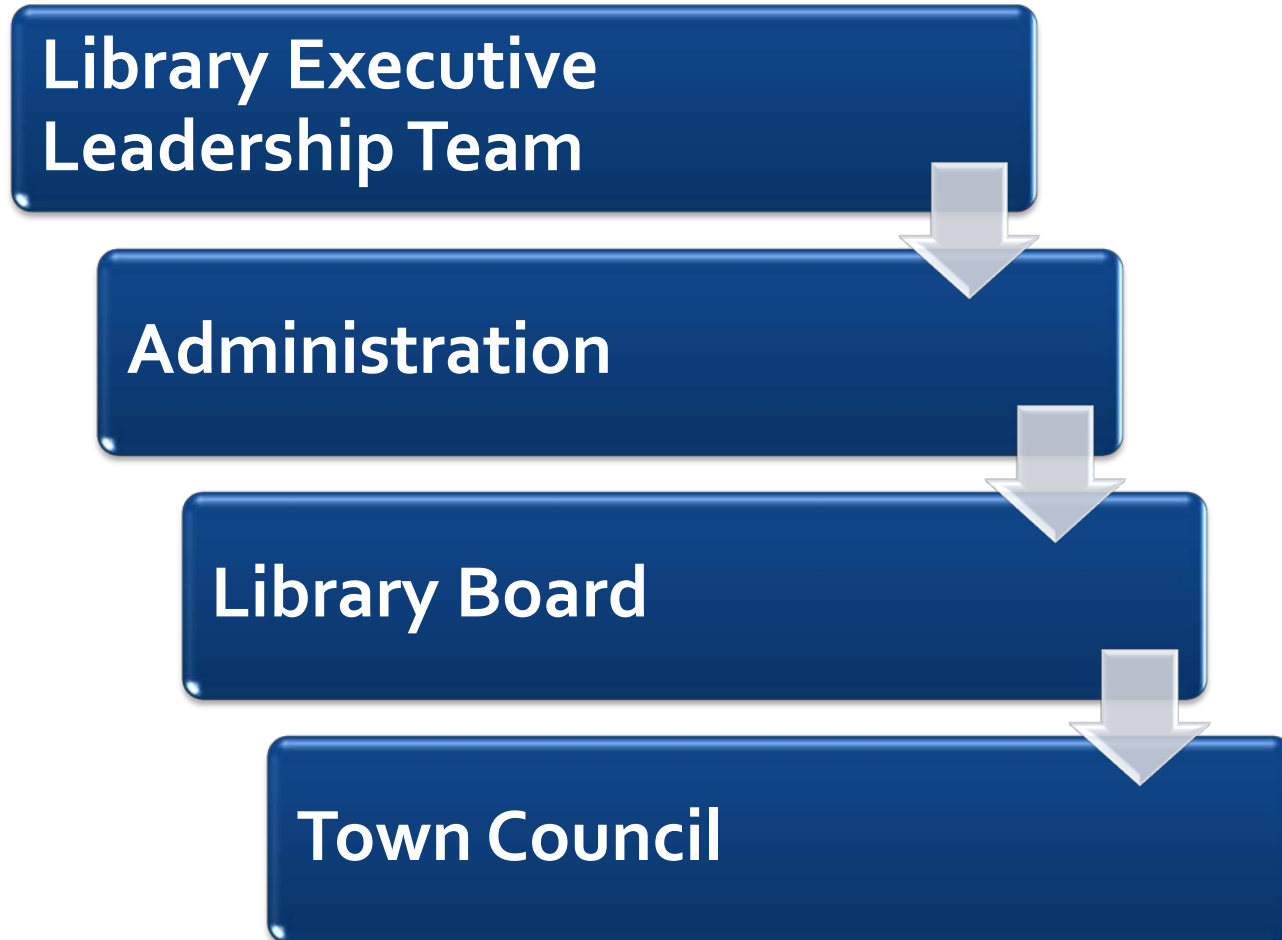 Library Executive
Leadership Team
Administration
Library Board
Town Council